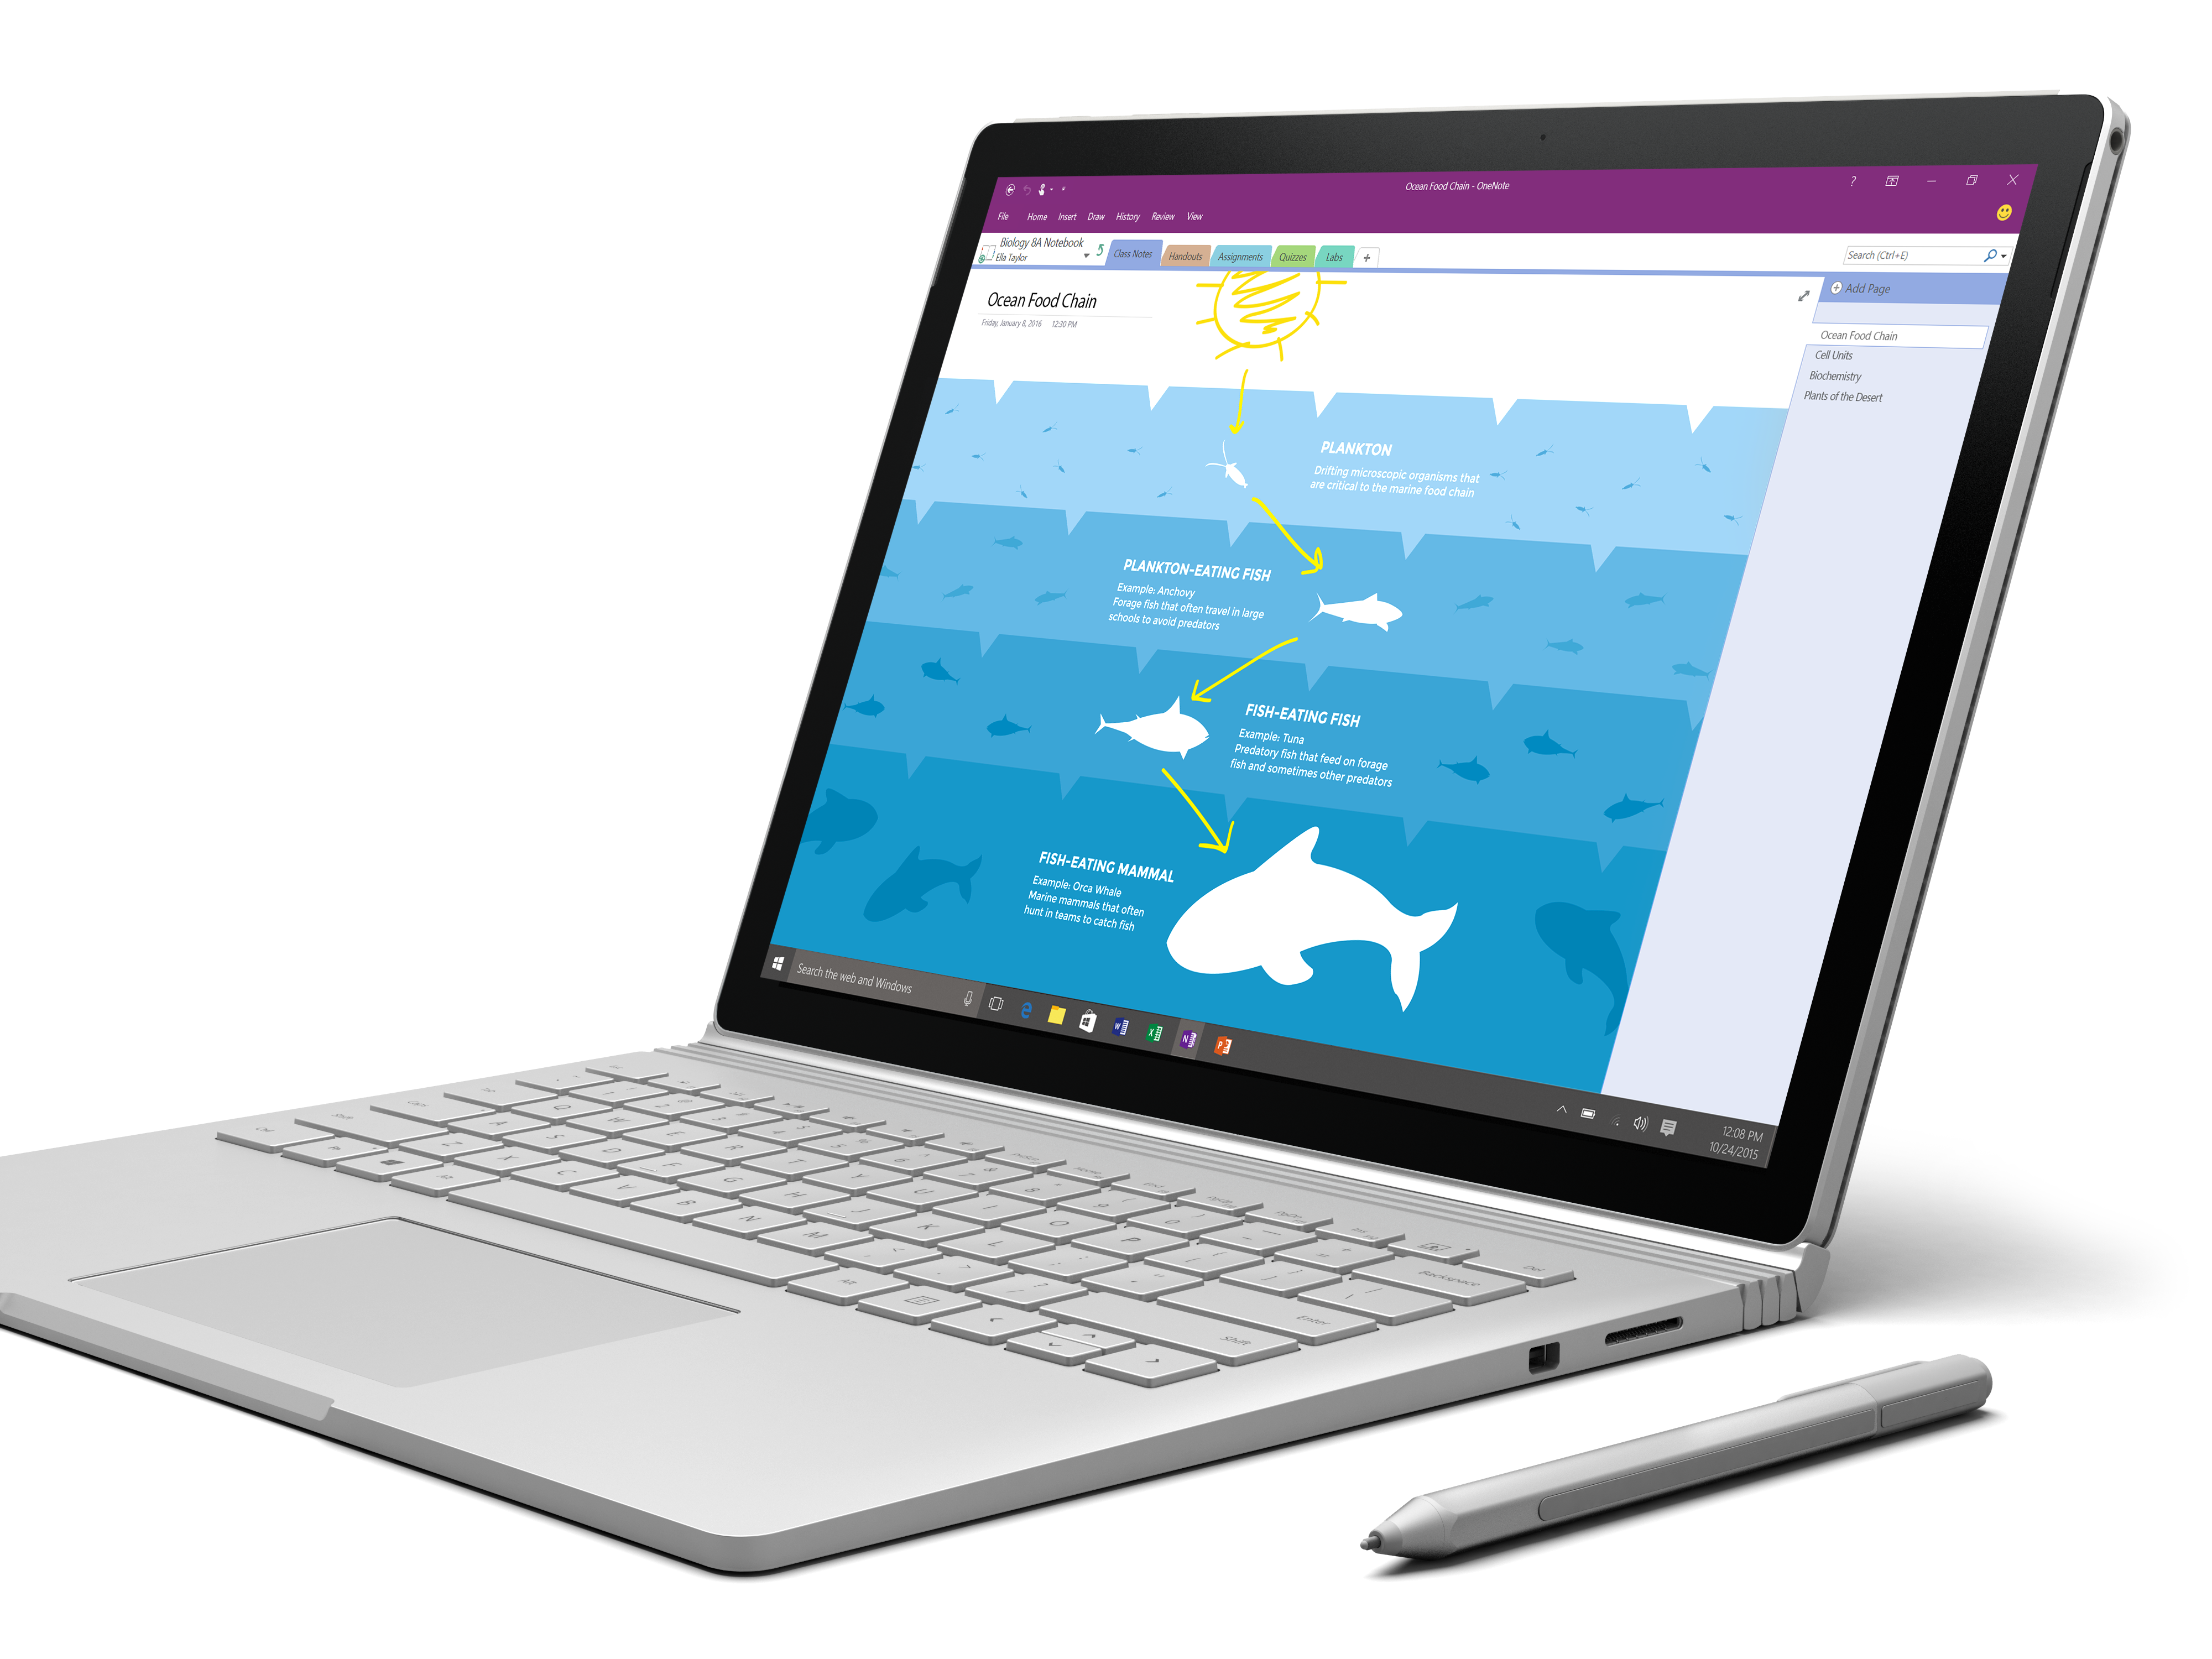 Ocean Food Chain - OneNote
File Home Insert Draw History Review View
Biology 8A Notebook
Ella Taylor
Class Notes Handouts Assignments Quizzes Labs +
Search (Ctrl+E)
Ocean Food Chain
Friday, January 8, 2016 12:30 PM
Add Page
Ocean Food Chain
Cell Units
Biochemistry
Plants of the Desert
PLANKTON
Drifting microscopic organisms that
are critical to the marine food chain
PLANKTON-EATING FISH
Example: Anchovy
Forage fish that often travel in large
schools to avoid predators
FISH-EATING FISH
Example: Tuna
Predatory fish that feed on forage
fish and sometimes other predators
FISH-EATING MAMMAL
Example: Orca Whale
Marine mammals that often
hunt in teams to catch fish
Search the web and Windows
12:08 PM
10/24/2015
Backspace
Q W E R T Y U I O P
Caps A S D F G H J K L Enter
Shift Z X C V B N M Shift
Alt